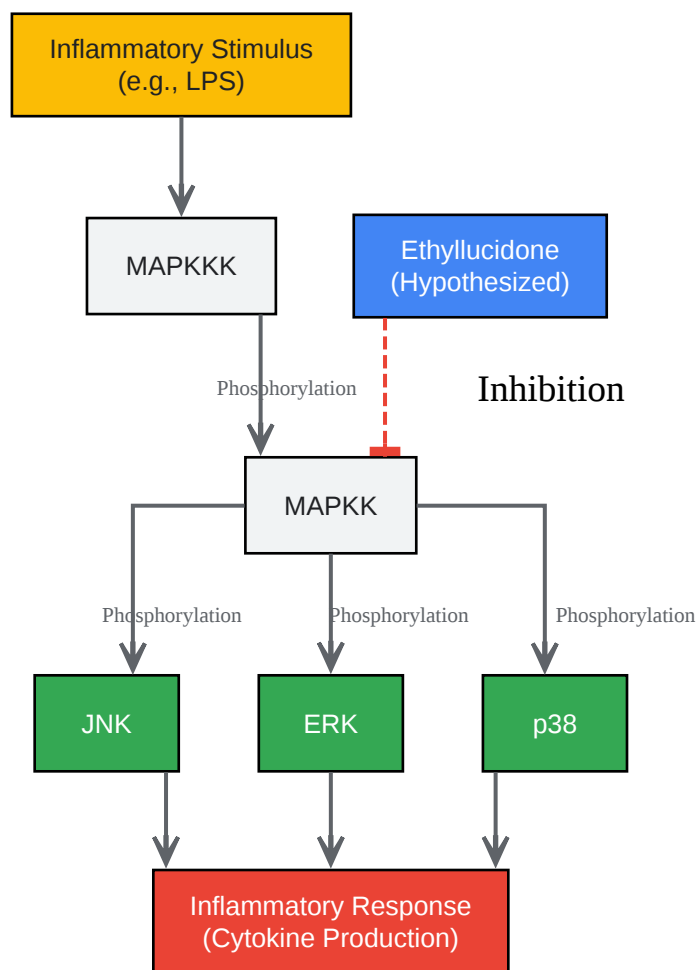 Inflammatory Stimulus
(e.g., LPS)
MAPKKK
Ethyllucidone
(Hypothesized)
Phosphorylation
Inhibition
MAPKK
Phosphorylation
Phosphorylation
Phosphorylation
JNK
ERK
p38
Inflammatory Response
(Cytokine Production)